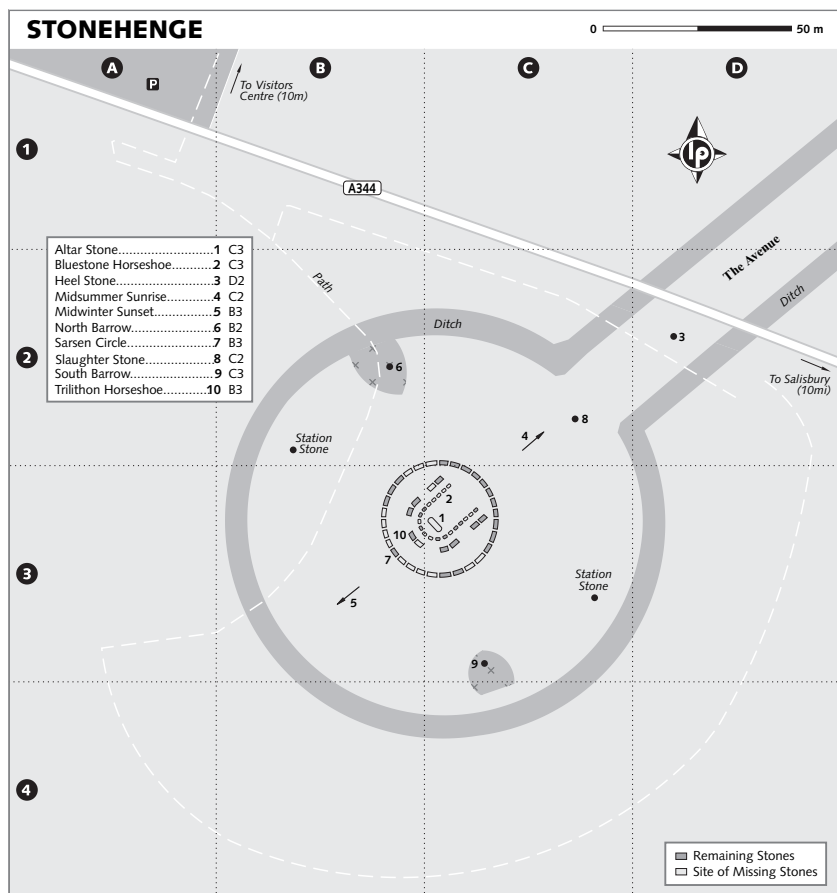 STONEHENGE
0 50 m
A B C D
P
To Visitors
Centre (10m)
1
lp
A344
Altar Stone 1 C3
Bluestone Horseshoe 2 C3
Heel Stone 3 D2
Midsummer Sunrise 4 C2
Midwinter Sunset 5 B3
North Barrow 6 B2
Sarsen Circle 7 B3
Slaughter Stone 8 C2
South Barrow 9 C3
Trilithon Horseshoe 10 B3
Path
The Avenue
Ditch
Ditch
3
2
6
To Salisbury
(10mi)
8
4
Station
Stone
2
1
10
7
3
Station
Stone
5
9
4
Remaining Stones
Site of Missing Stones